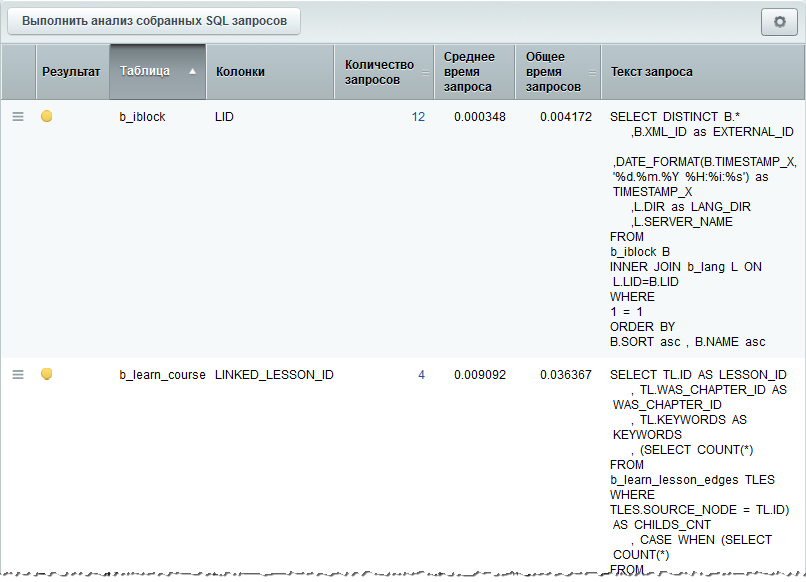 Выполнить анализ собранных SQL запросов
Результат
Таблица
Колонки
Количество
запросов
Среднее
время
запроса
Общее
время
запросов
Текст запроса
b_iblock
LID
12
0.000348
0.004172
SELECT DISTINCT B.*
,B.XML_ID as EXTERNAL_ID
,DATE_FORMAT(B.TIMESTAMP_X,
'%d.%m.%Y %H:%i:%s') as
TIMESTAMP_X
,L.DIR as LANG_DIR
,L.SERVER_NAME
FROM
b_iblock B
INNER JOIN b_lang L ON
L.LID=B.LID
WHERE
1 = 1
ORDER BY
B.SORT asc , B.NAME asc
b_learn_course
LINKED_LESSON_ID
4
0.009092
0.036367
SELECT TL.ID AS LESSON_ID
, TL.WAS_CHAPTER_ID AS
WAS_CHAPTER_ID
, TL.KEYWORDS AS
KEYWORDS
, (SELECT COUNT(*)
FROM
b_learn_lesson_edges TLES
WHERE
TLES.SOURCE_NODE = TL.ID)
AS CHILDS_CNT
, CASE WHEN (SELECT
COUNT(*)
FROM